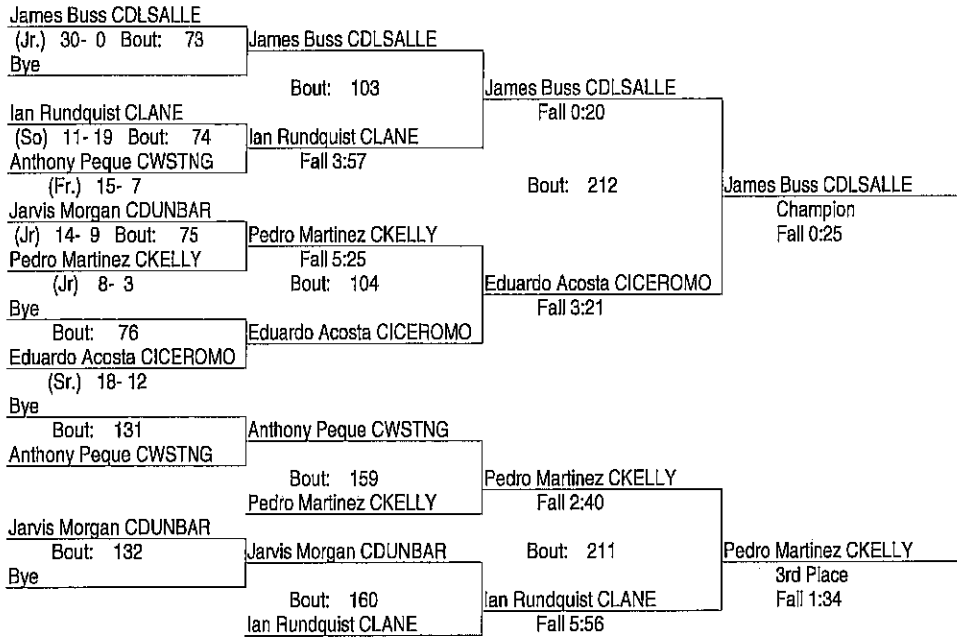 James Buss CDLSALLE
(Jr.) 30- 0 Bout: 73
Bye
James Buss CDLSALLE
Bout: 103
James Buss CDLSALLE
Fall 0:20
Ian Rundquist CLANE
(So) 11- 19 Bout: 74
Anthony Peque CWSTNG
(Fr.) 15- 7
Ian Rundquist CLANE
Fall 3:57
Bout: 212
James Buss CDLSALLE
Champion
Fall 0:25
Jarvis Morgan CDUNBAR
(Jr) 14- 9 Bout: 75
Pedro Martinez CKELLY
(Jr) 8- 3
Pedro Martinez CKELLY
Fall 5:25
Bout: 104
Eduardo Acosta CICEROMO
Fall 3:21
Bye
Bout: 76
Eduardo Acosta CICEROMO
(Sr.) 18- 12
Eduardo Acosta CICEROMO
Bye
Bout: 131
Anthony Peque CWSTNG
Anthony Peque CWSTNG
Bout: 159
Pedro Martinez CKELLY
Pedro Martinez CKELLY
Fall 2:40
Jarvis Morgan CDUNBAR
Bout: 132
Bye
Jarvis Morgan CDUNBAR
Bout: 160
Ian Rundquist CLANE
Bout: 211
Ian Rundquist CLANE
Fall 5:56
Pedro Martinez CKELLY
3rd Place
Fall 1:34